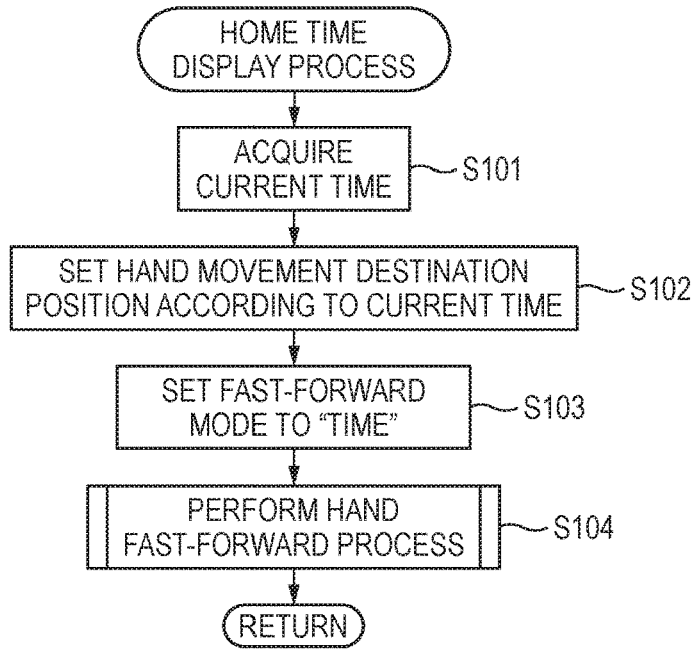 HOME TIME
DISPLAY PROCESS
ACQUIRE
CURRENT TIME
S101
SET HAND MOVEMENT DESTINATION
POSITION ACCORDING TO CURRENT TIME
S102
SET FAST-FORWARD
MODE TO “TIME”
S103
PERFORM HAND
FAST-FORWARD PROCESS
S104
RETURN